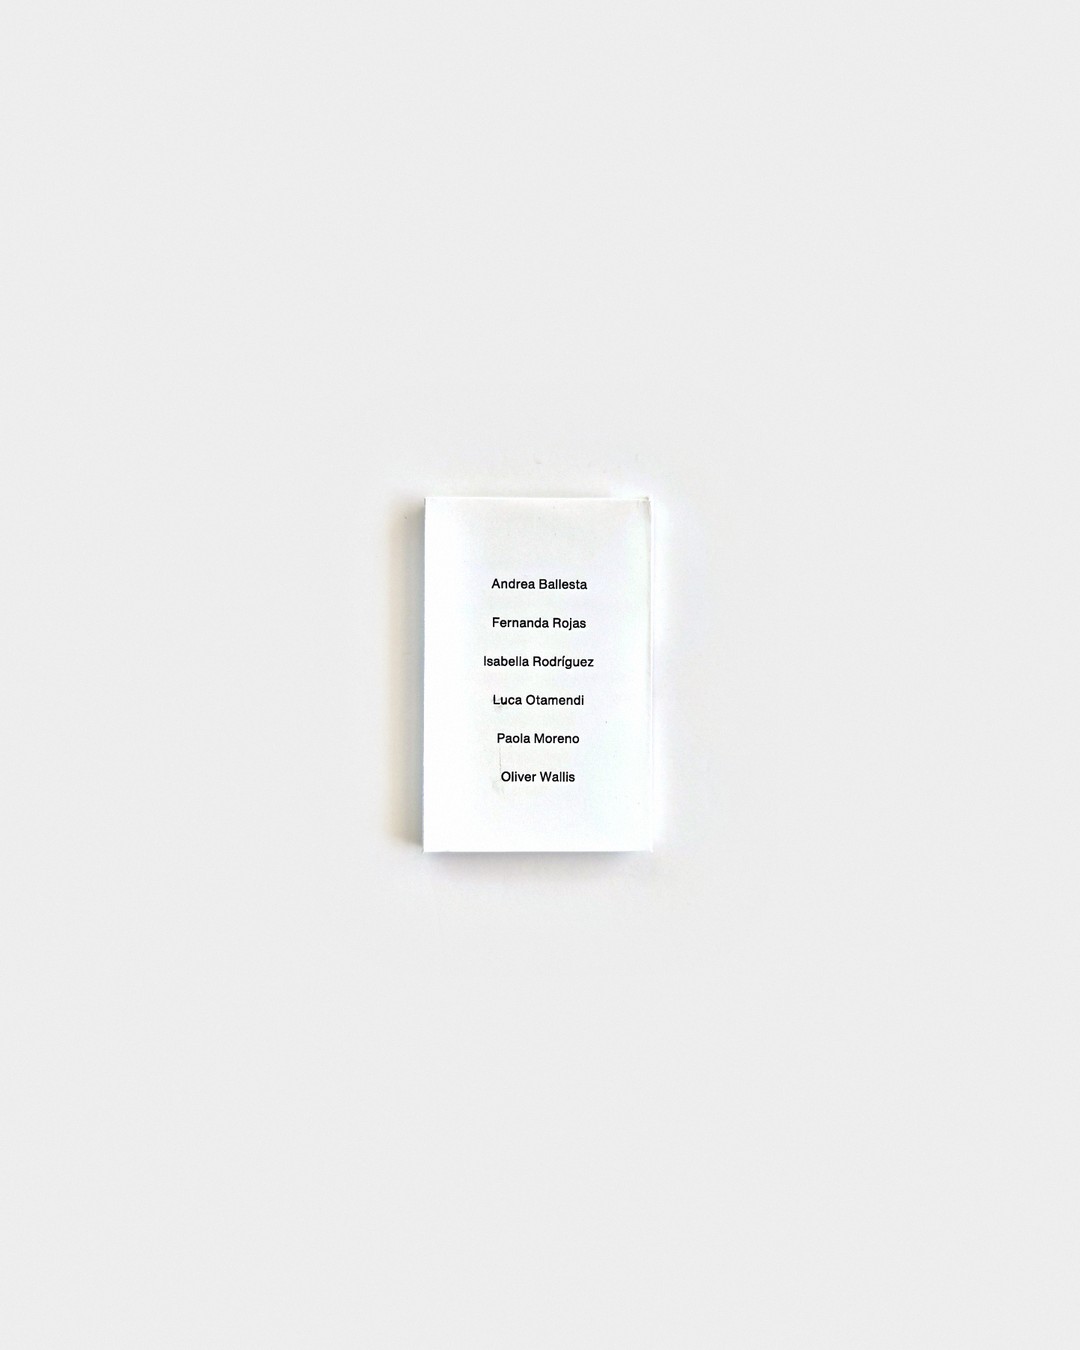 Andrea Ballesta
Fernanda Rojas
Isabella Rodríguez
Luca Otamendi
Paola Moreno
Oliver Wallis